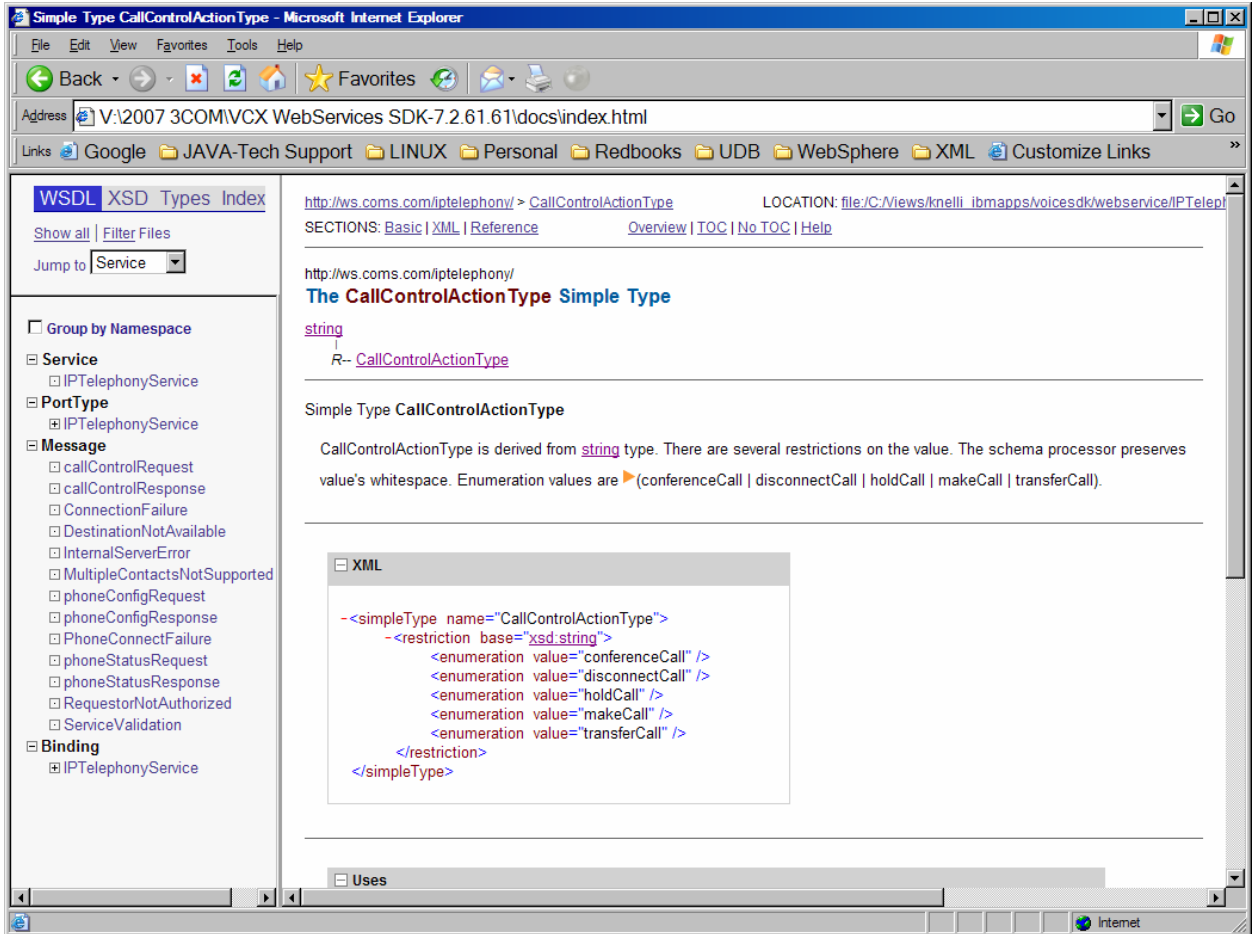 Simple Type CallControlActionType - Microsoft Internet Explorer
File Edit View Favorites Tools Help
Back Favorites
Address V:\2007 3COM\VCX WebServices SDK-7.2.61.61\docs\index.html Go
Links Google JAVA-Tech Support LINUX Personal Redbooks UDB WebSphere XML Customize Links »
WSDL XSD Types Index
Show all | Filter Files
Jump to Service
Group by Namespace
Service
IPTelephonyService
PortType
IPTelephonyService
Message
callControlRequest
callControlResponse
ConnectionFailure
DestinationNotAvailable
InternalServerError
MultipleContactsNotSupported
phoneConfigRequest
phoneConfigResponse
PhoneConnectFailure
phoneStatusRequest
phoneStatusResponse
RequestorNotAuthorized
ServiceValidation
Binding
IPTelephonyService
http://ws.coms.com/iptelephony/ > CallControlActionType LOCATION: file:/C:/Views/knelli_ibmapps/voicesdk/webservice/IPTeleph
SECTIONS: Basic | XML | Reference Overview | TOC | No TOC | Help
http://ws.coms.com/iptelephony/
The CallControlActionType Simple Type
string
R-- CallControlActionType
Simple Type CallControlActionType
CallControlActionType is derived from string type. There are several restrictions on the value. The schema processor preserves
value's whitespace. Enumeration values are (conferenceCall | disconnectCall | holdCall | makeCall | transferCall).
XML
-<simpleType name="CallControlActionType">
-<restriction base="xsd:string">
<enumeration value="conferenceCall" />
<enumeration value="disconnectCall" />
<enumeration value="holdCall" />
<enumeration value="makeCall" />
<enumeration value="transferCall" />
</restriction>
</simpleType>
Uses
Internet